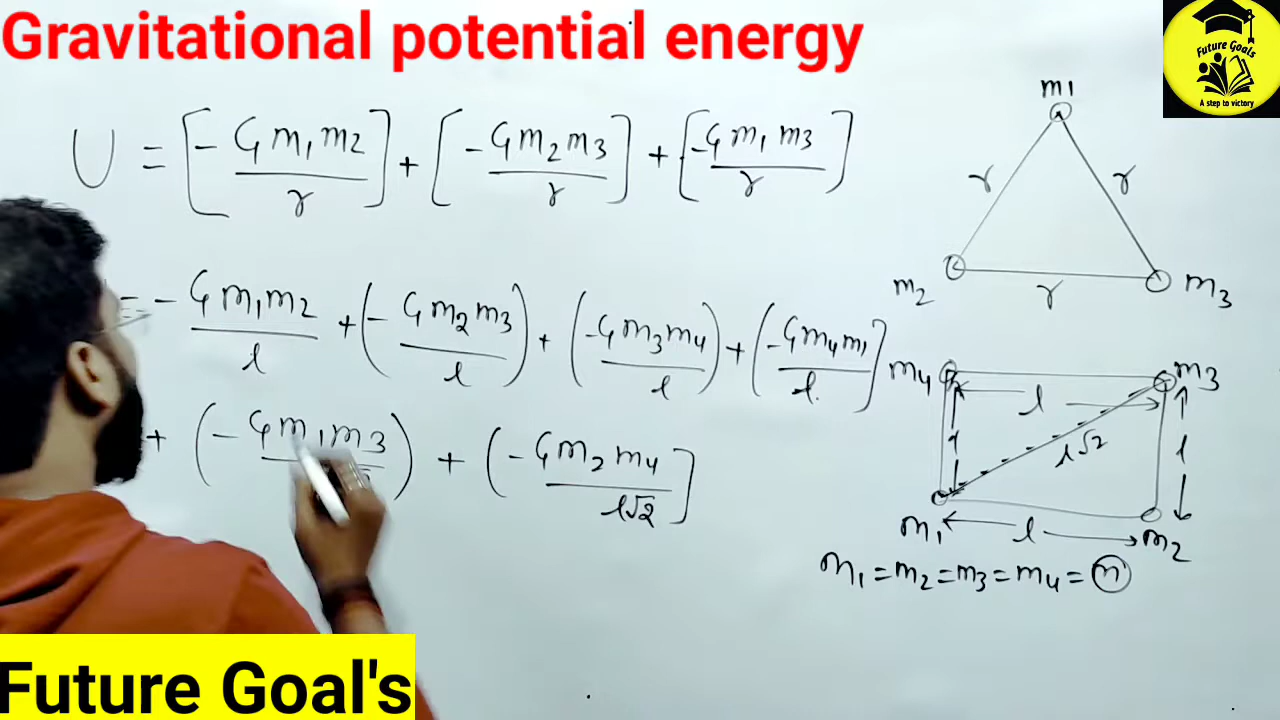 Gravitational potential energy
Future Goals
A step to victory
U = [- Gm1m2/r] + [- Gm2m3/r] + [-Gm1m3/r]
m1
r r
m2 r m3
= - Gm1m2/l + (- Gm2m3/l) + (-Gm3m4/l) + (-Gm4m1/l]
+ (- Gm1m3) + (- Gm2m4/l√2]
m4 l m3
l l√2 l
m1 l m2
m1 = m2 = m3 = m4 = m
Future Goal's